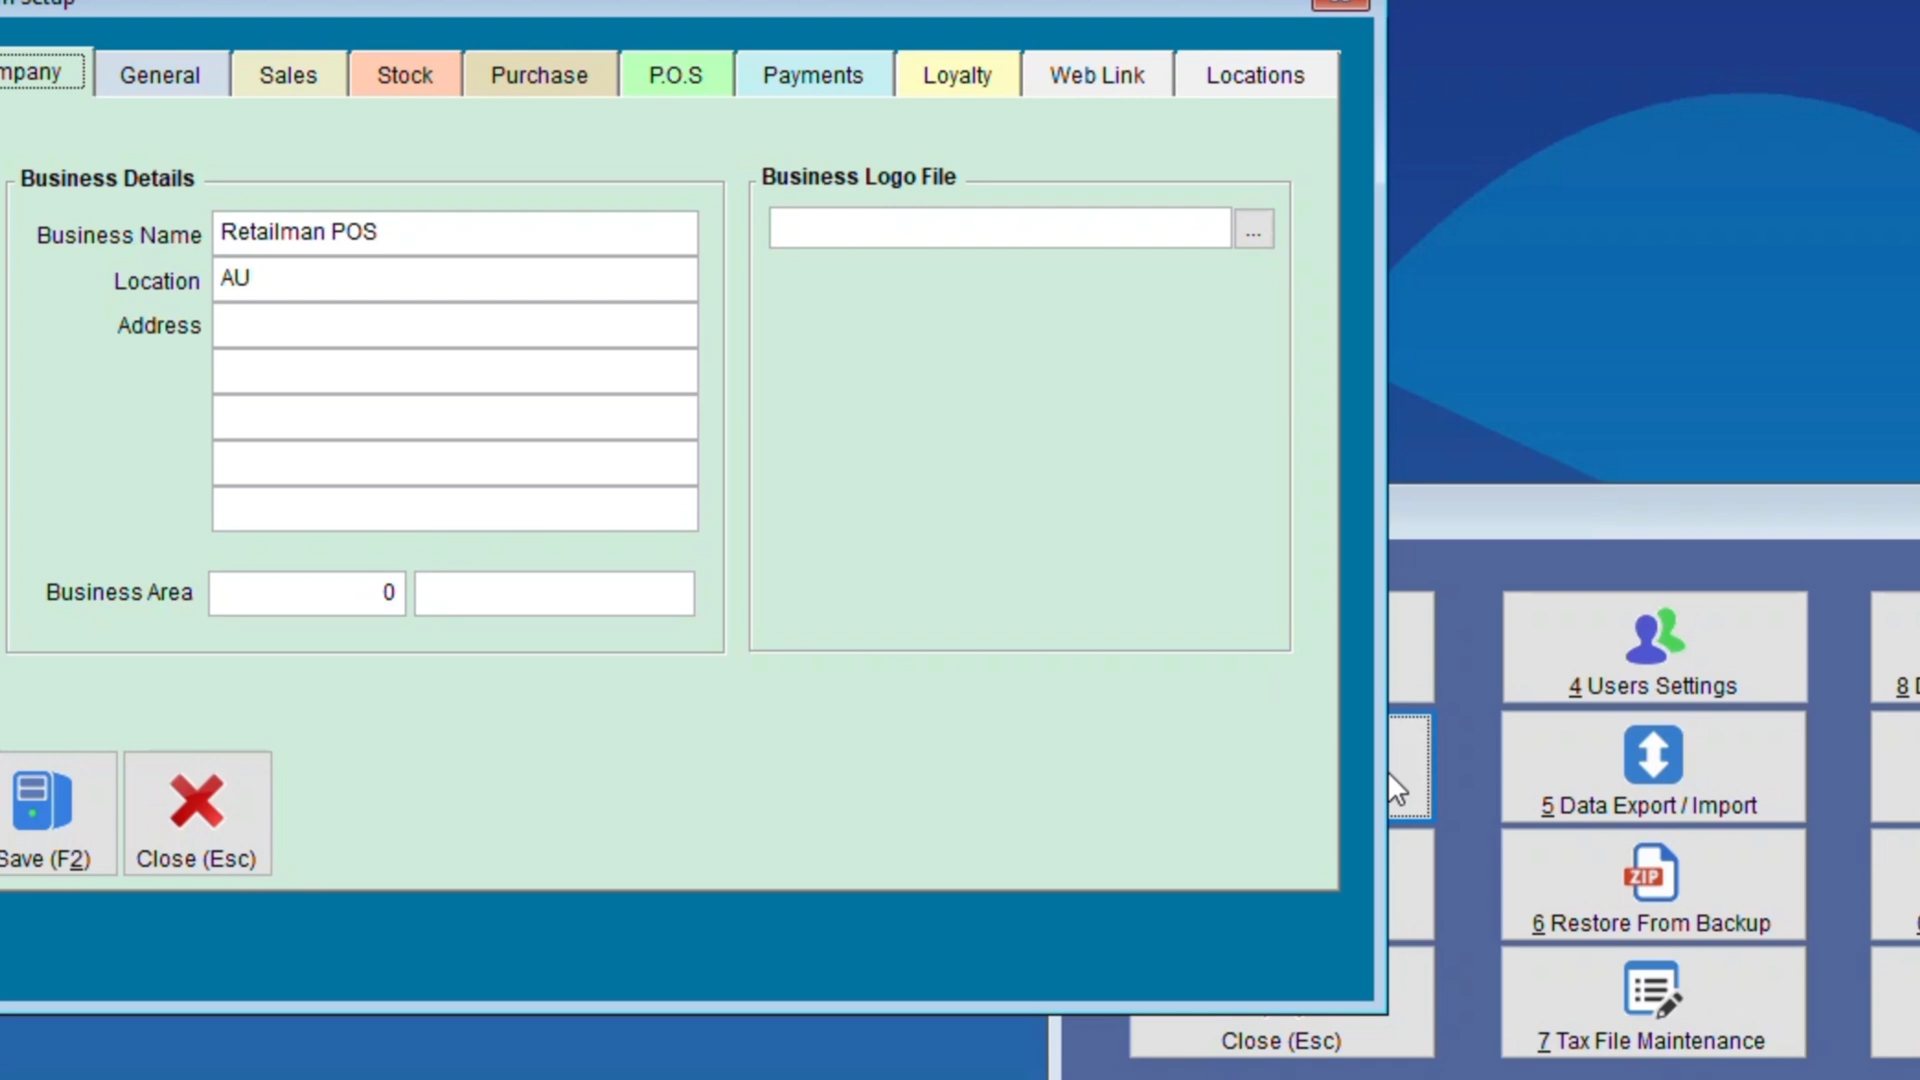 mpany General Sales Stock Purchase P.O.S Payments Loyalty Web Link Locations
Business Details
Business Name Retailman POS
Location AU
Address
Business Area 0
Business Logo File
...
Save (F2) Close (Esc)
4 Users Settings
5 Data Export / Import
ZIP
6 Restore From Backup
7 Tax File Maintenance
Close (Esc)
8